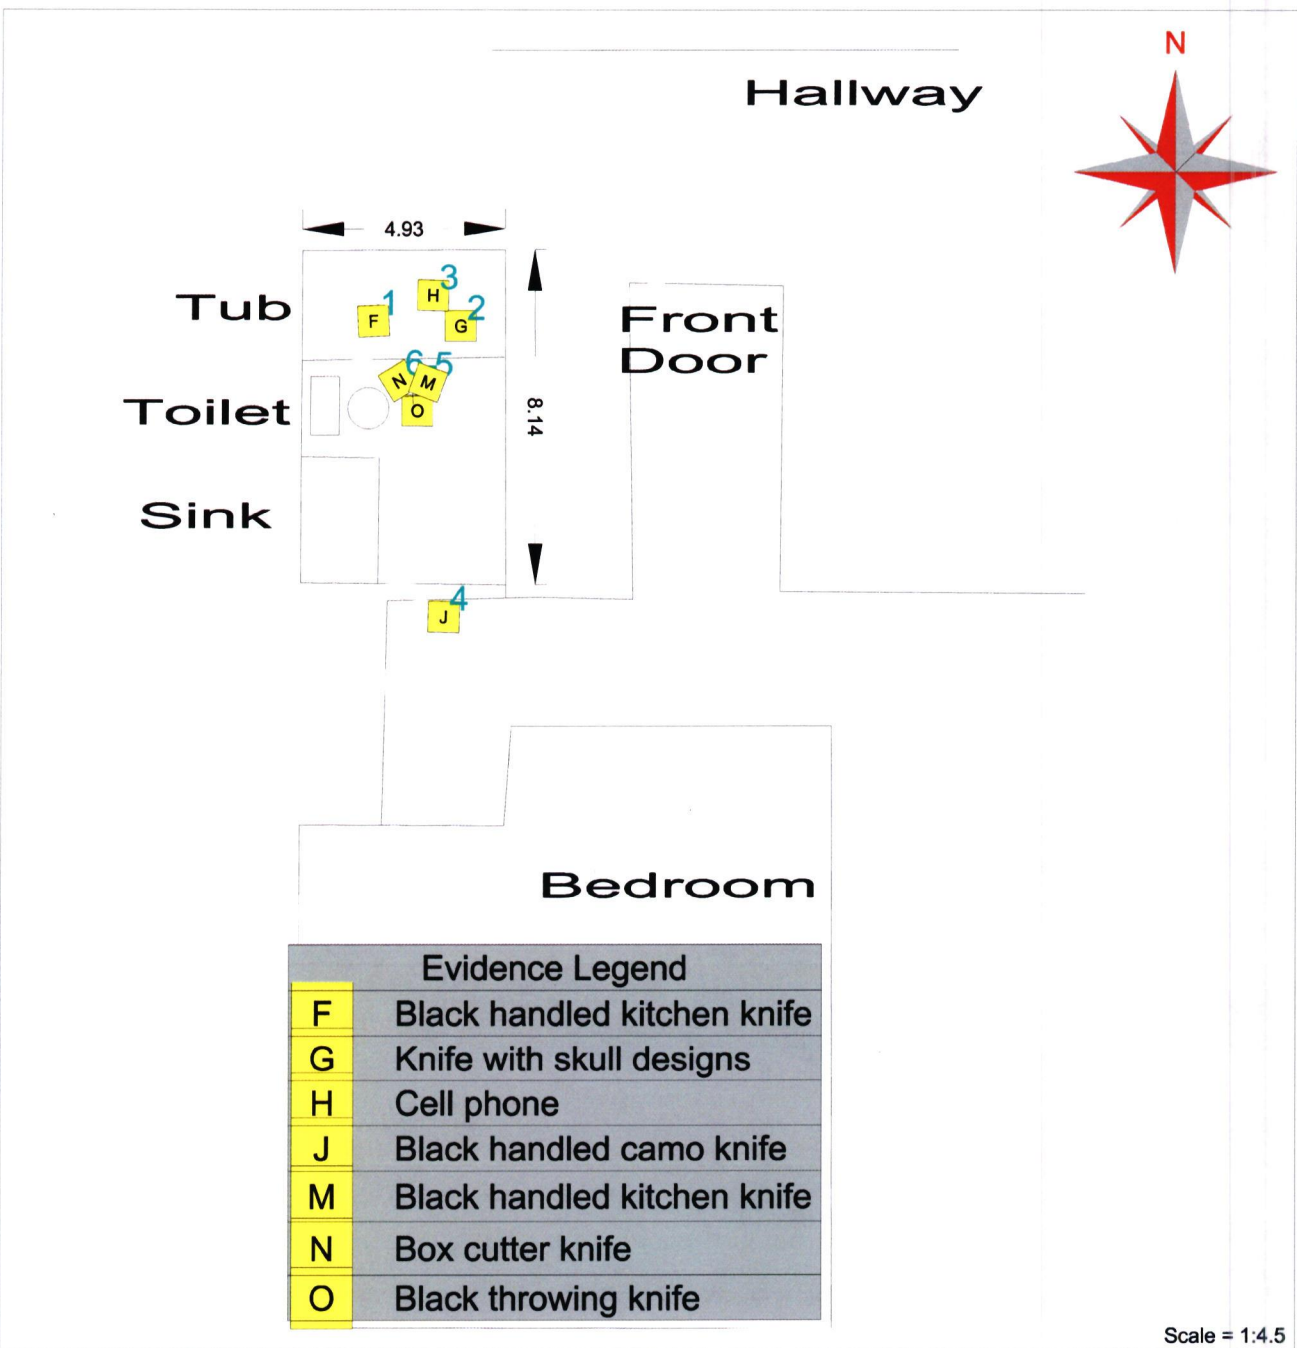 N
Hallway
4.93
Tub
3
H
1
F
2
G
Front
Door
6
5
N
M
O
Toilet
8.14
Sink
4
J
Bedroom
Evidence Legend
F Black handled kitchen knife
G Knife with skull designs
H Cell phone
J Black handled camo knife
M Black handled kitchen knife
N Box cutter knife
O Black throwing knife
Scale = 1:4.5